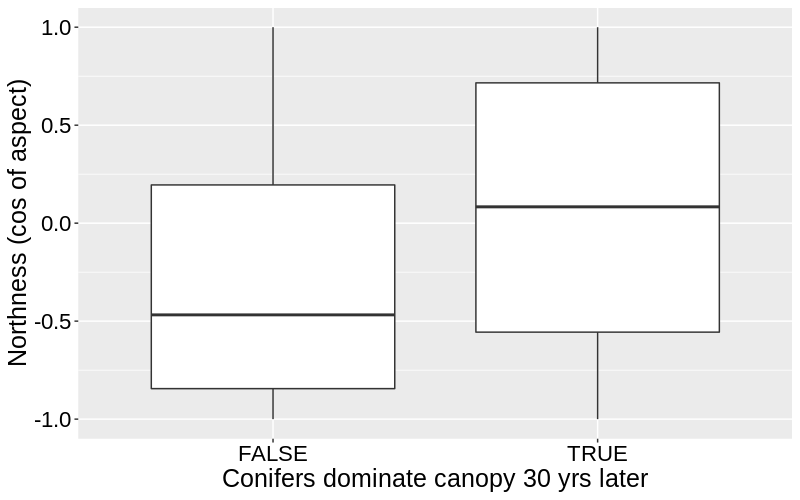 Northness (cos of aspect)
1.0
0.5
0.0
-0.5
-1.0
FALSE
TRUE
Conifers dominate canopy 30 yrs later